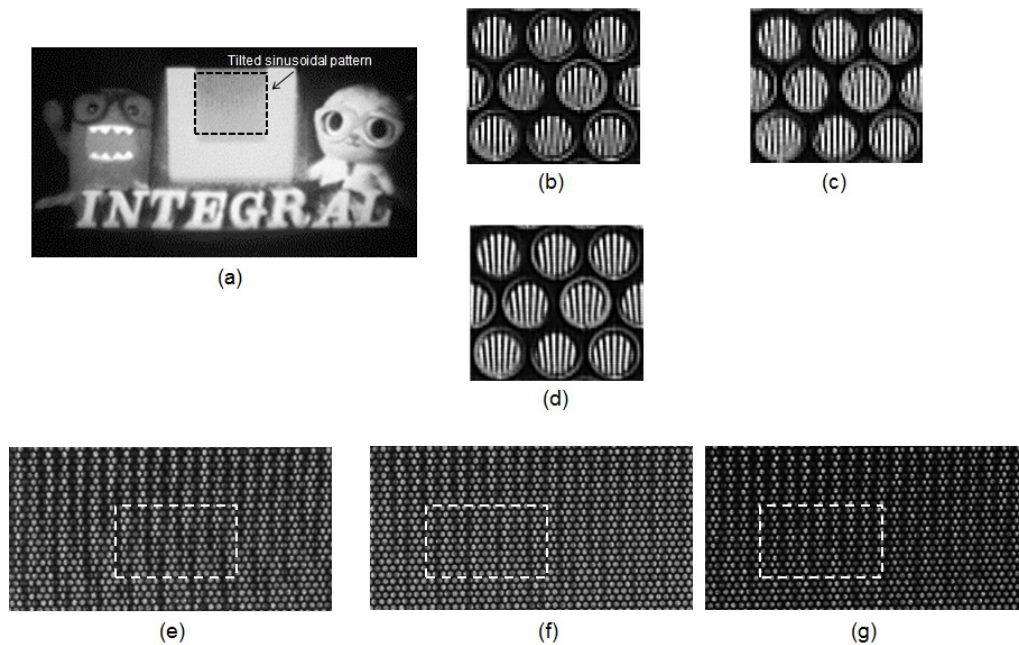 Tilted sinusoidal pattern
INTEGRAL
(a)
(b)
(c)
(d)
(e)
(f)
(g)